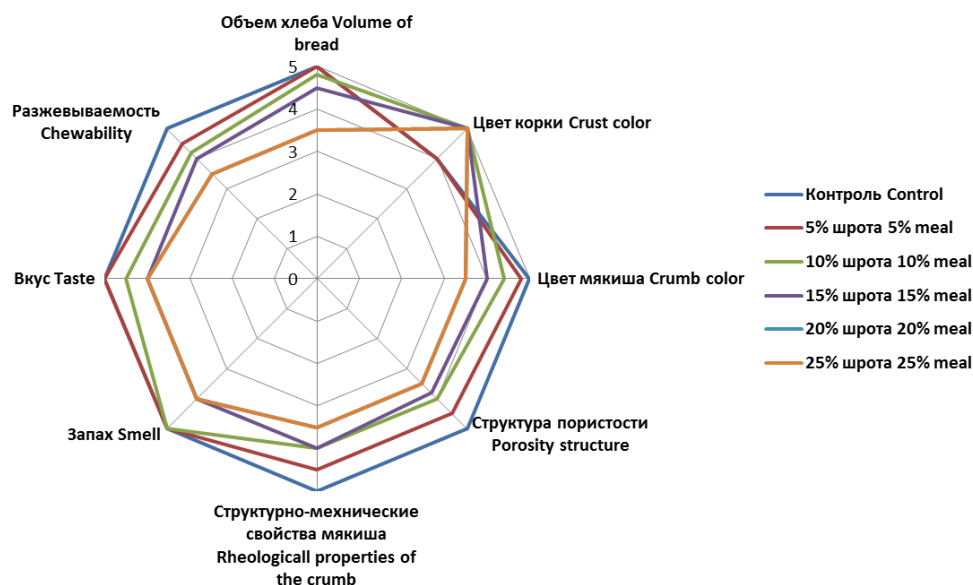 Объем хлеба Volume of
bread
5
4
3
2
1
0
Разжевываемость
Chewability
Цвет корки Crust color
Вкус Taste
Цвет мякиша Crumb color
Запах Smell
Структура пористости
Porosity structure
Структурно-мехнические
свойства мякиша
Rheologicall properties of
the crumb
Контроль Control
5% шрота 5% meal
10% шрота 10% meal
15% шрота 15% meal
20% шрота 20% meal
25% шрота 25% meal